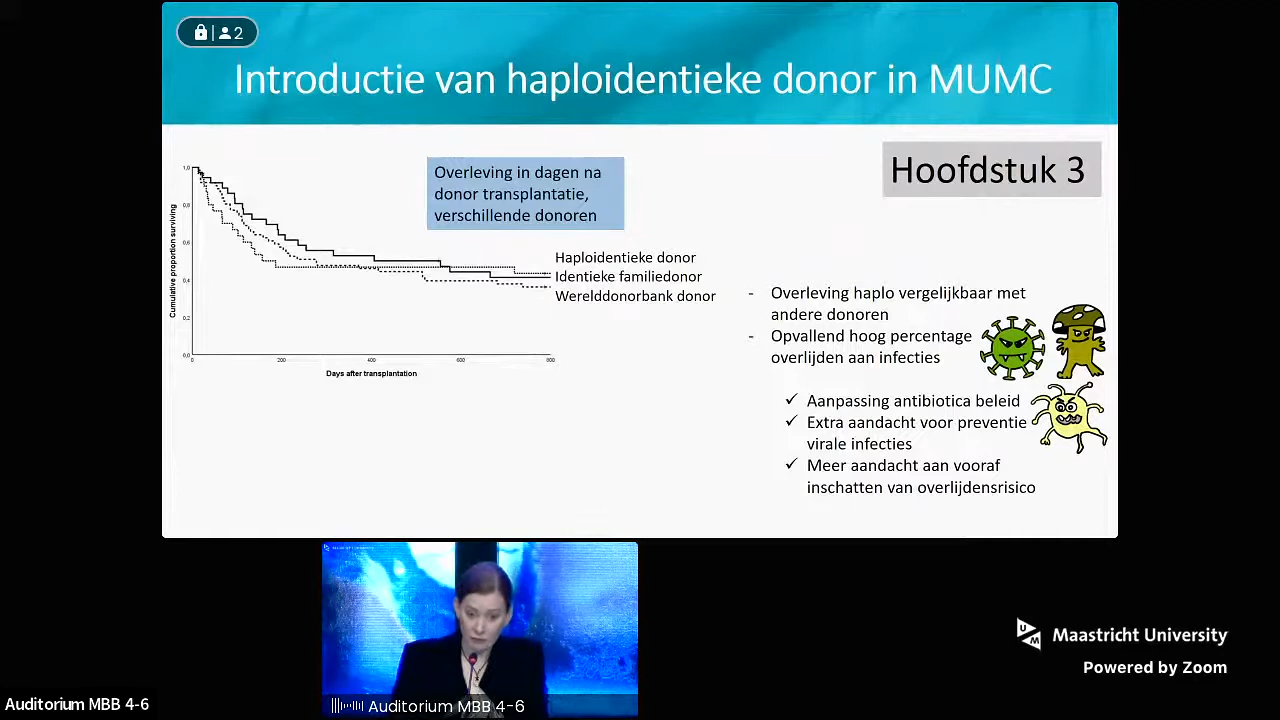 2
Introductie van haploidentieke donor in MUMC
Hoofdstuk 3
Overleving in dagen na
donor transplantatie,
verschillende donoren
1,0
0,8
0,6
0,4
0,2
0,0
Cumulative proportion surviving
0
200
400
600
800
Days after transplantation
Haploidentieke donor
Identieke familiedonor
Werelddonorbank donor
- Overleving haplo vergelijkbaar met
andere donoren
- Opvallend hoog percentage
overlijden aan infecties
✓ Aanpassing antibiotica beleid
✓ Extra aandacht voor preventie
virale infecties
✓ Meer aandacht aan vooraf
inschatten van overlijdensrisico
Auditorium MBB 4-6
Auditorium MBB 4-6
UM
Maastricht University
Powered by Zoom